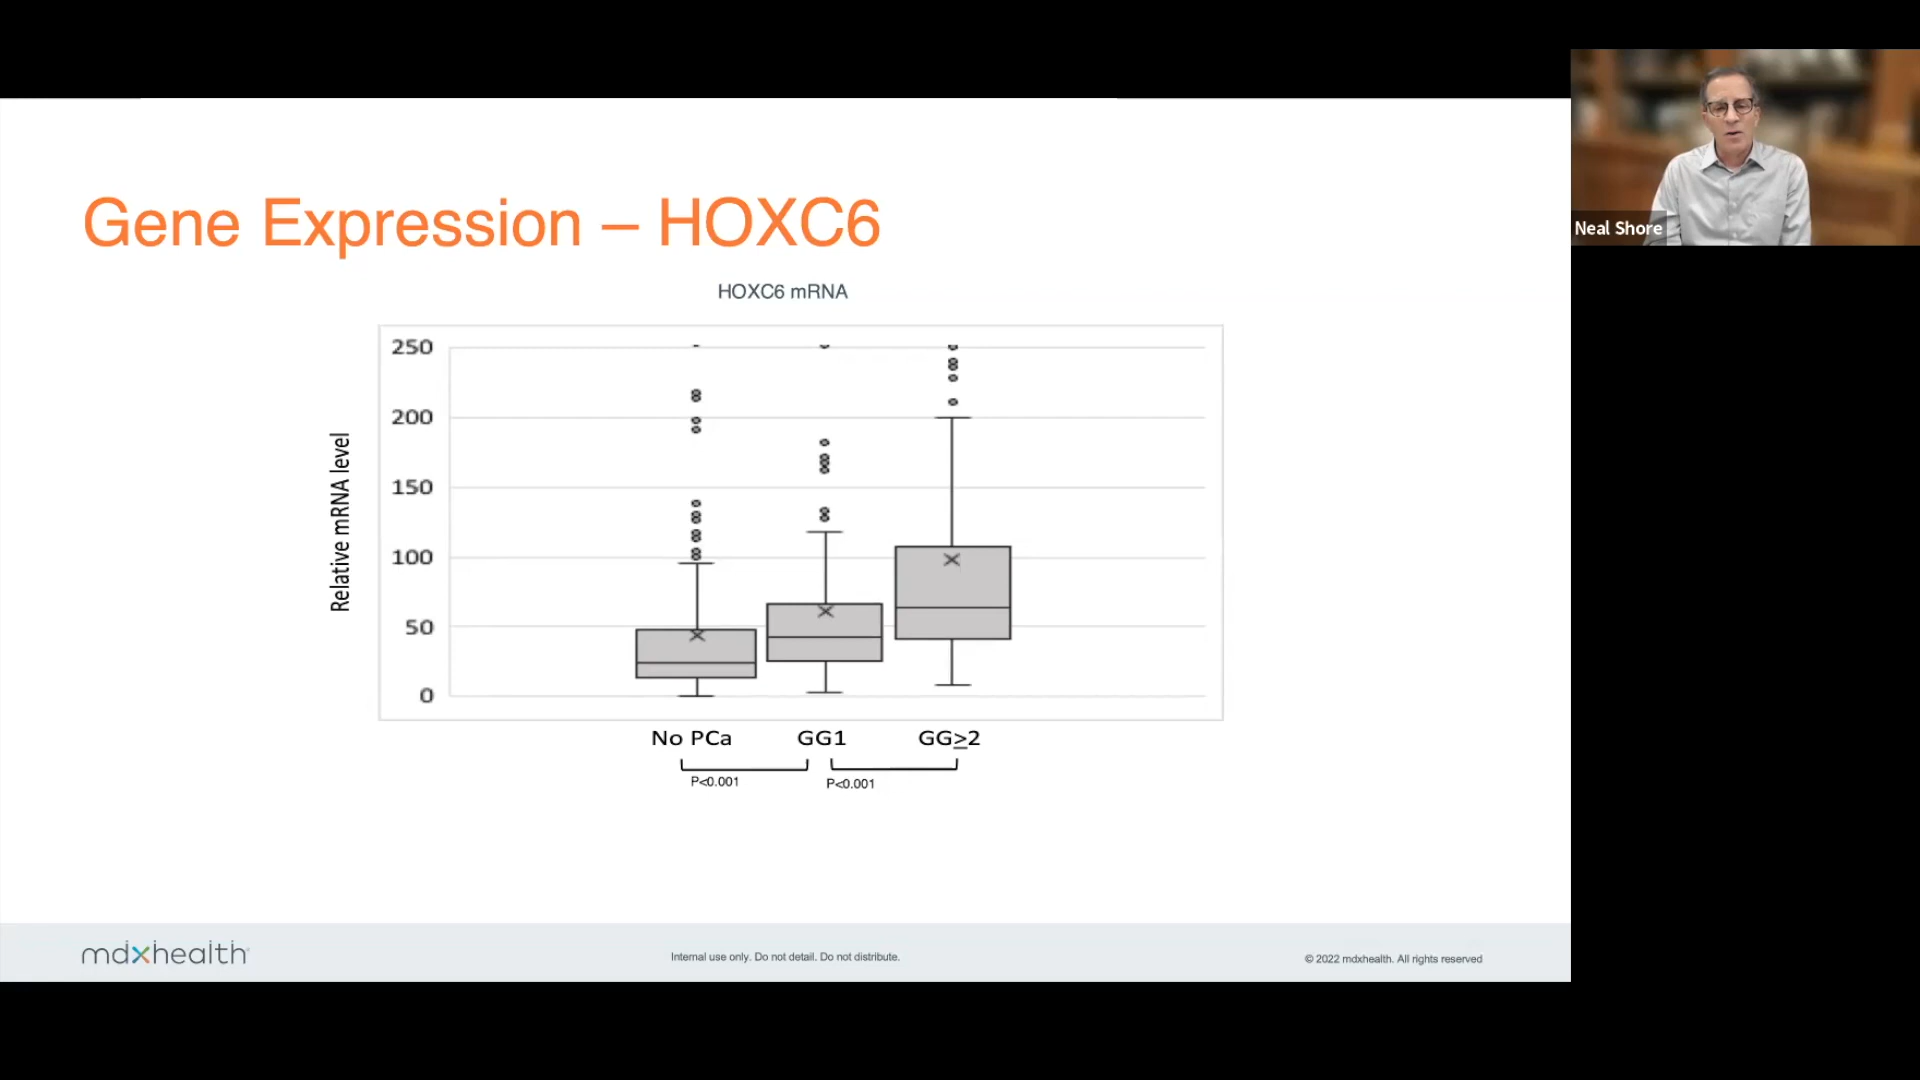 Gene Expression – HOXC6
HOXC6 mRNA
Relative mRNA level
250
200
150
100
50
0
No PCa GG1 GG≥2
P<0.001 P<0.001
mdxhealth
Internal use only. Do not detail. Do not distribute.
© 2022 mdxhealth. All rights reserved
Neal Shore